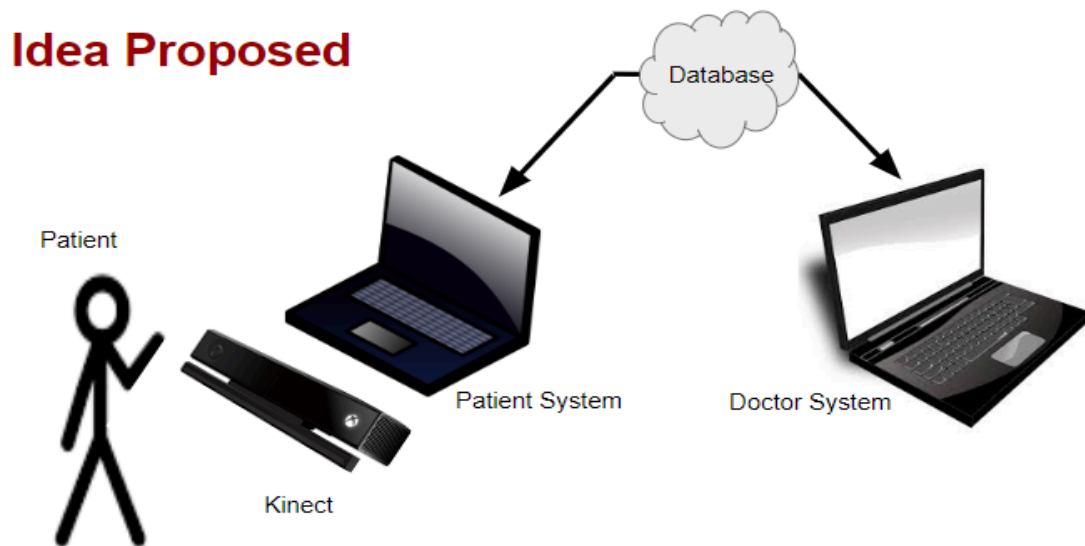 Idea Proposed
Database
Patient
Patient System
Doctor System
Kinect